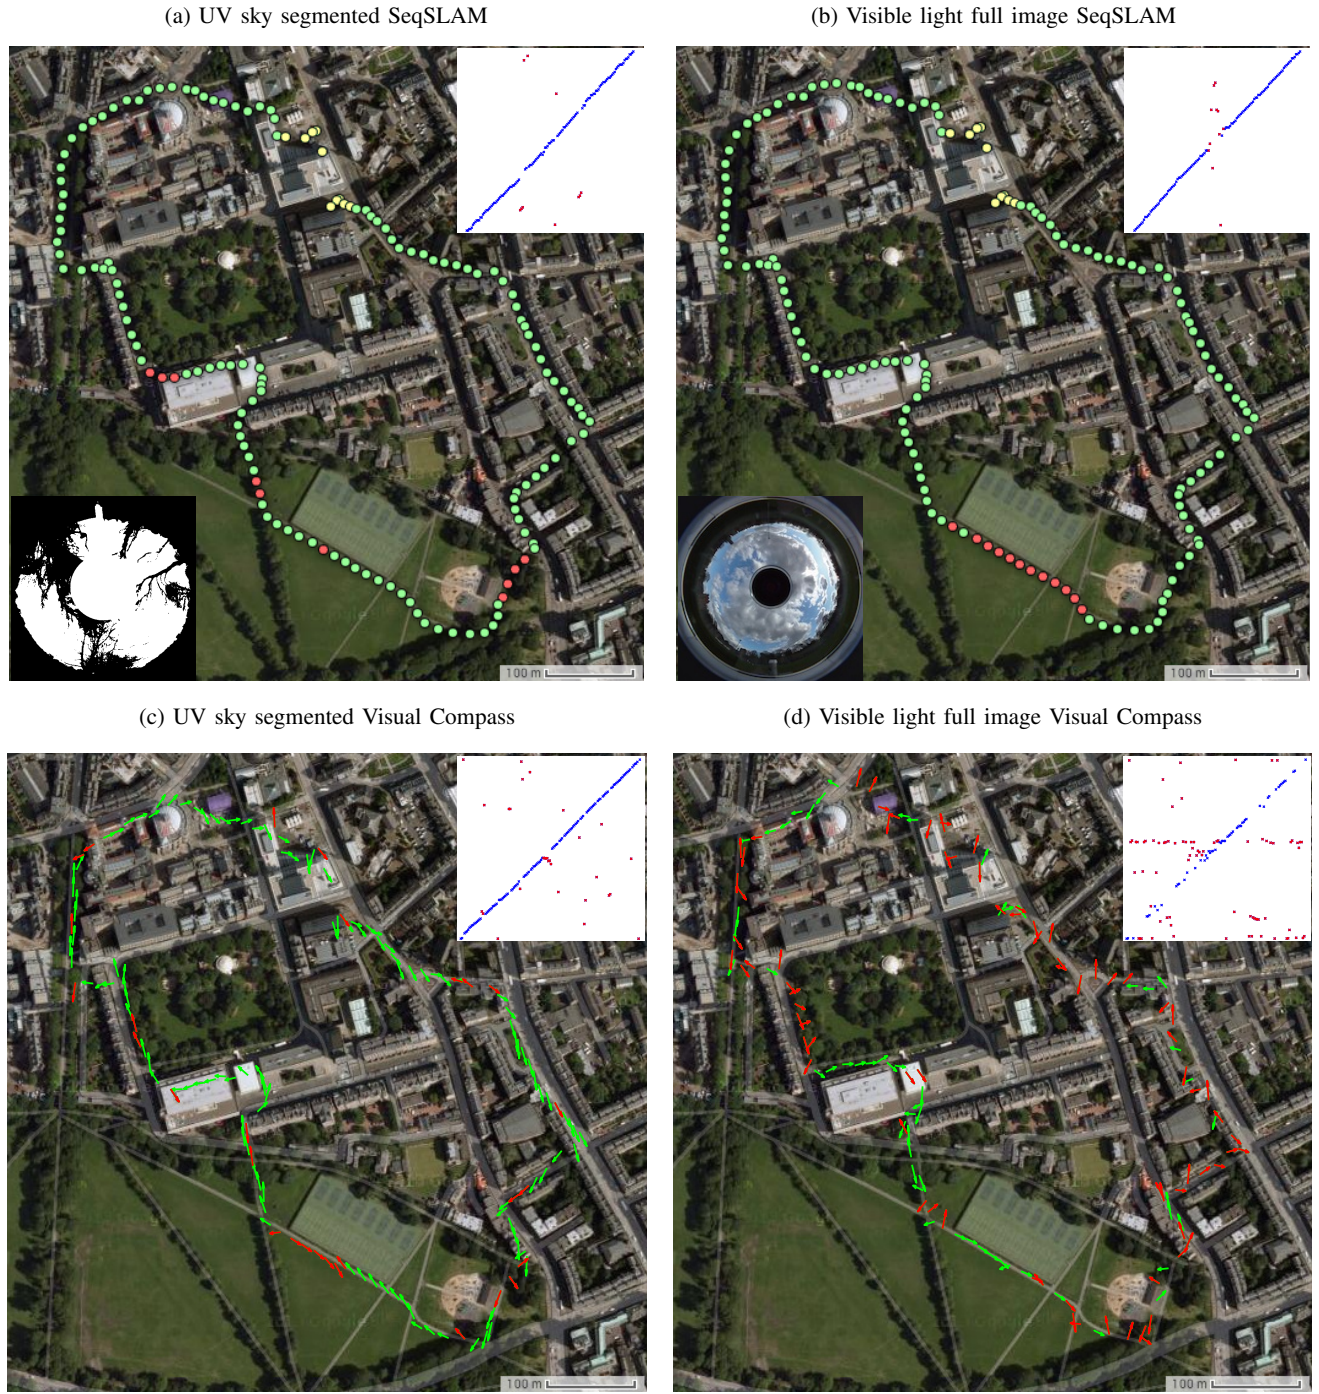 (a) UV sky segmented SeqSLAM
(b) Visible light full image SeqSLAM
100 m
100 m
(c) UV sky segmented Visual Compass
(d) Visible light full image Visual Compass
100 m
100 m